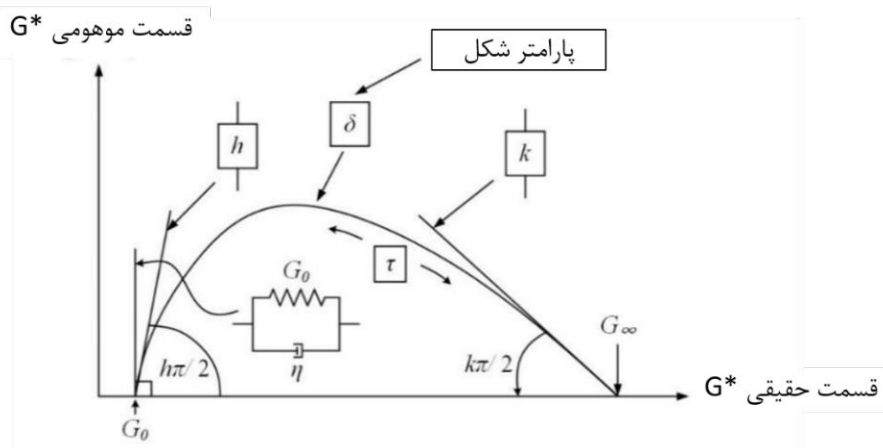 قسمت موهومی G*
پارامتر شکل
δ
h
k
τ
G₀
G∞
hπ/2
η
kπ/2
قسمت حقیقی G*
G₀